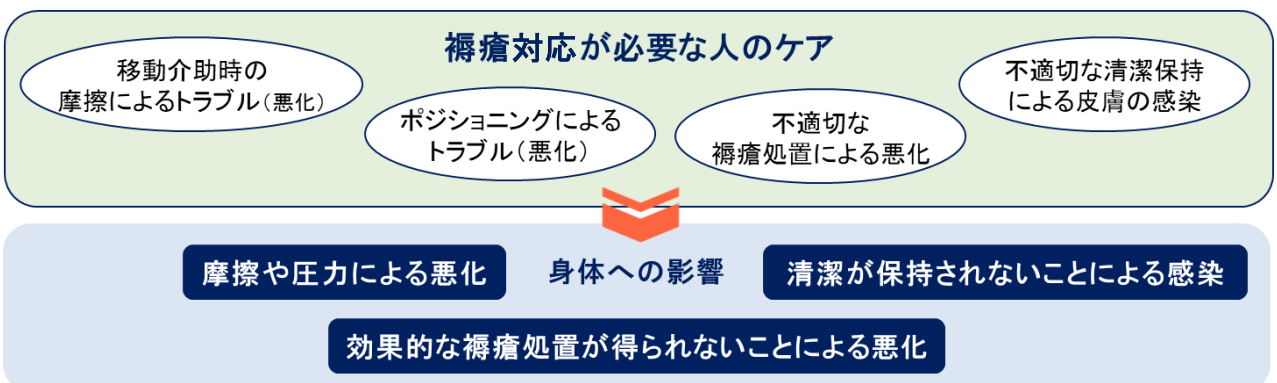 褥瘡対応が必要な人のケア
移動介助時の
摩擦によるトラブル（悪化）
ポジショニングによる
トラブル（悪化）
不適切な
褥瘡処置による悪化
不適切な清潔保持
による皮膚の感染
身体への影響
摩擦や圧力による悪化
清潔が保持されないことによる感染
効果的な褥瘡処置が得られないことによる悪化